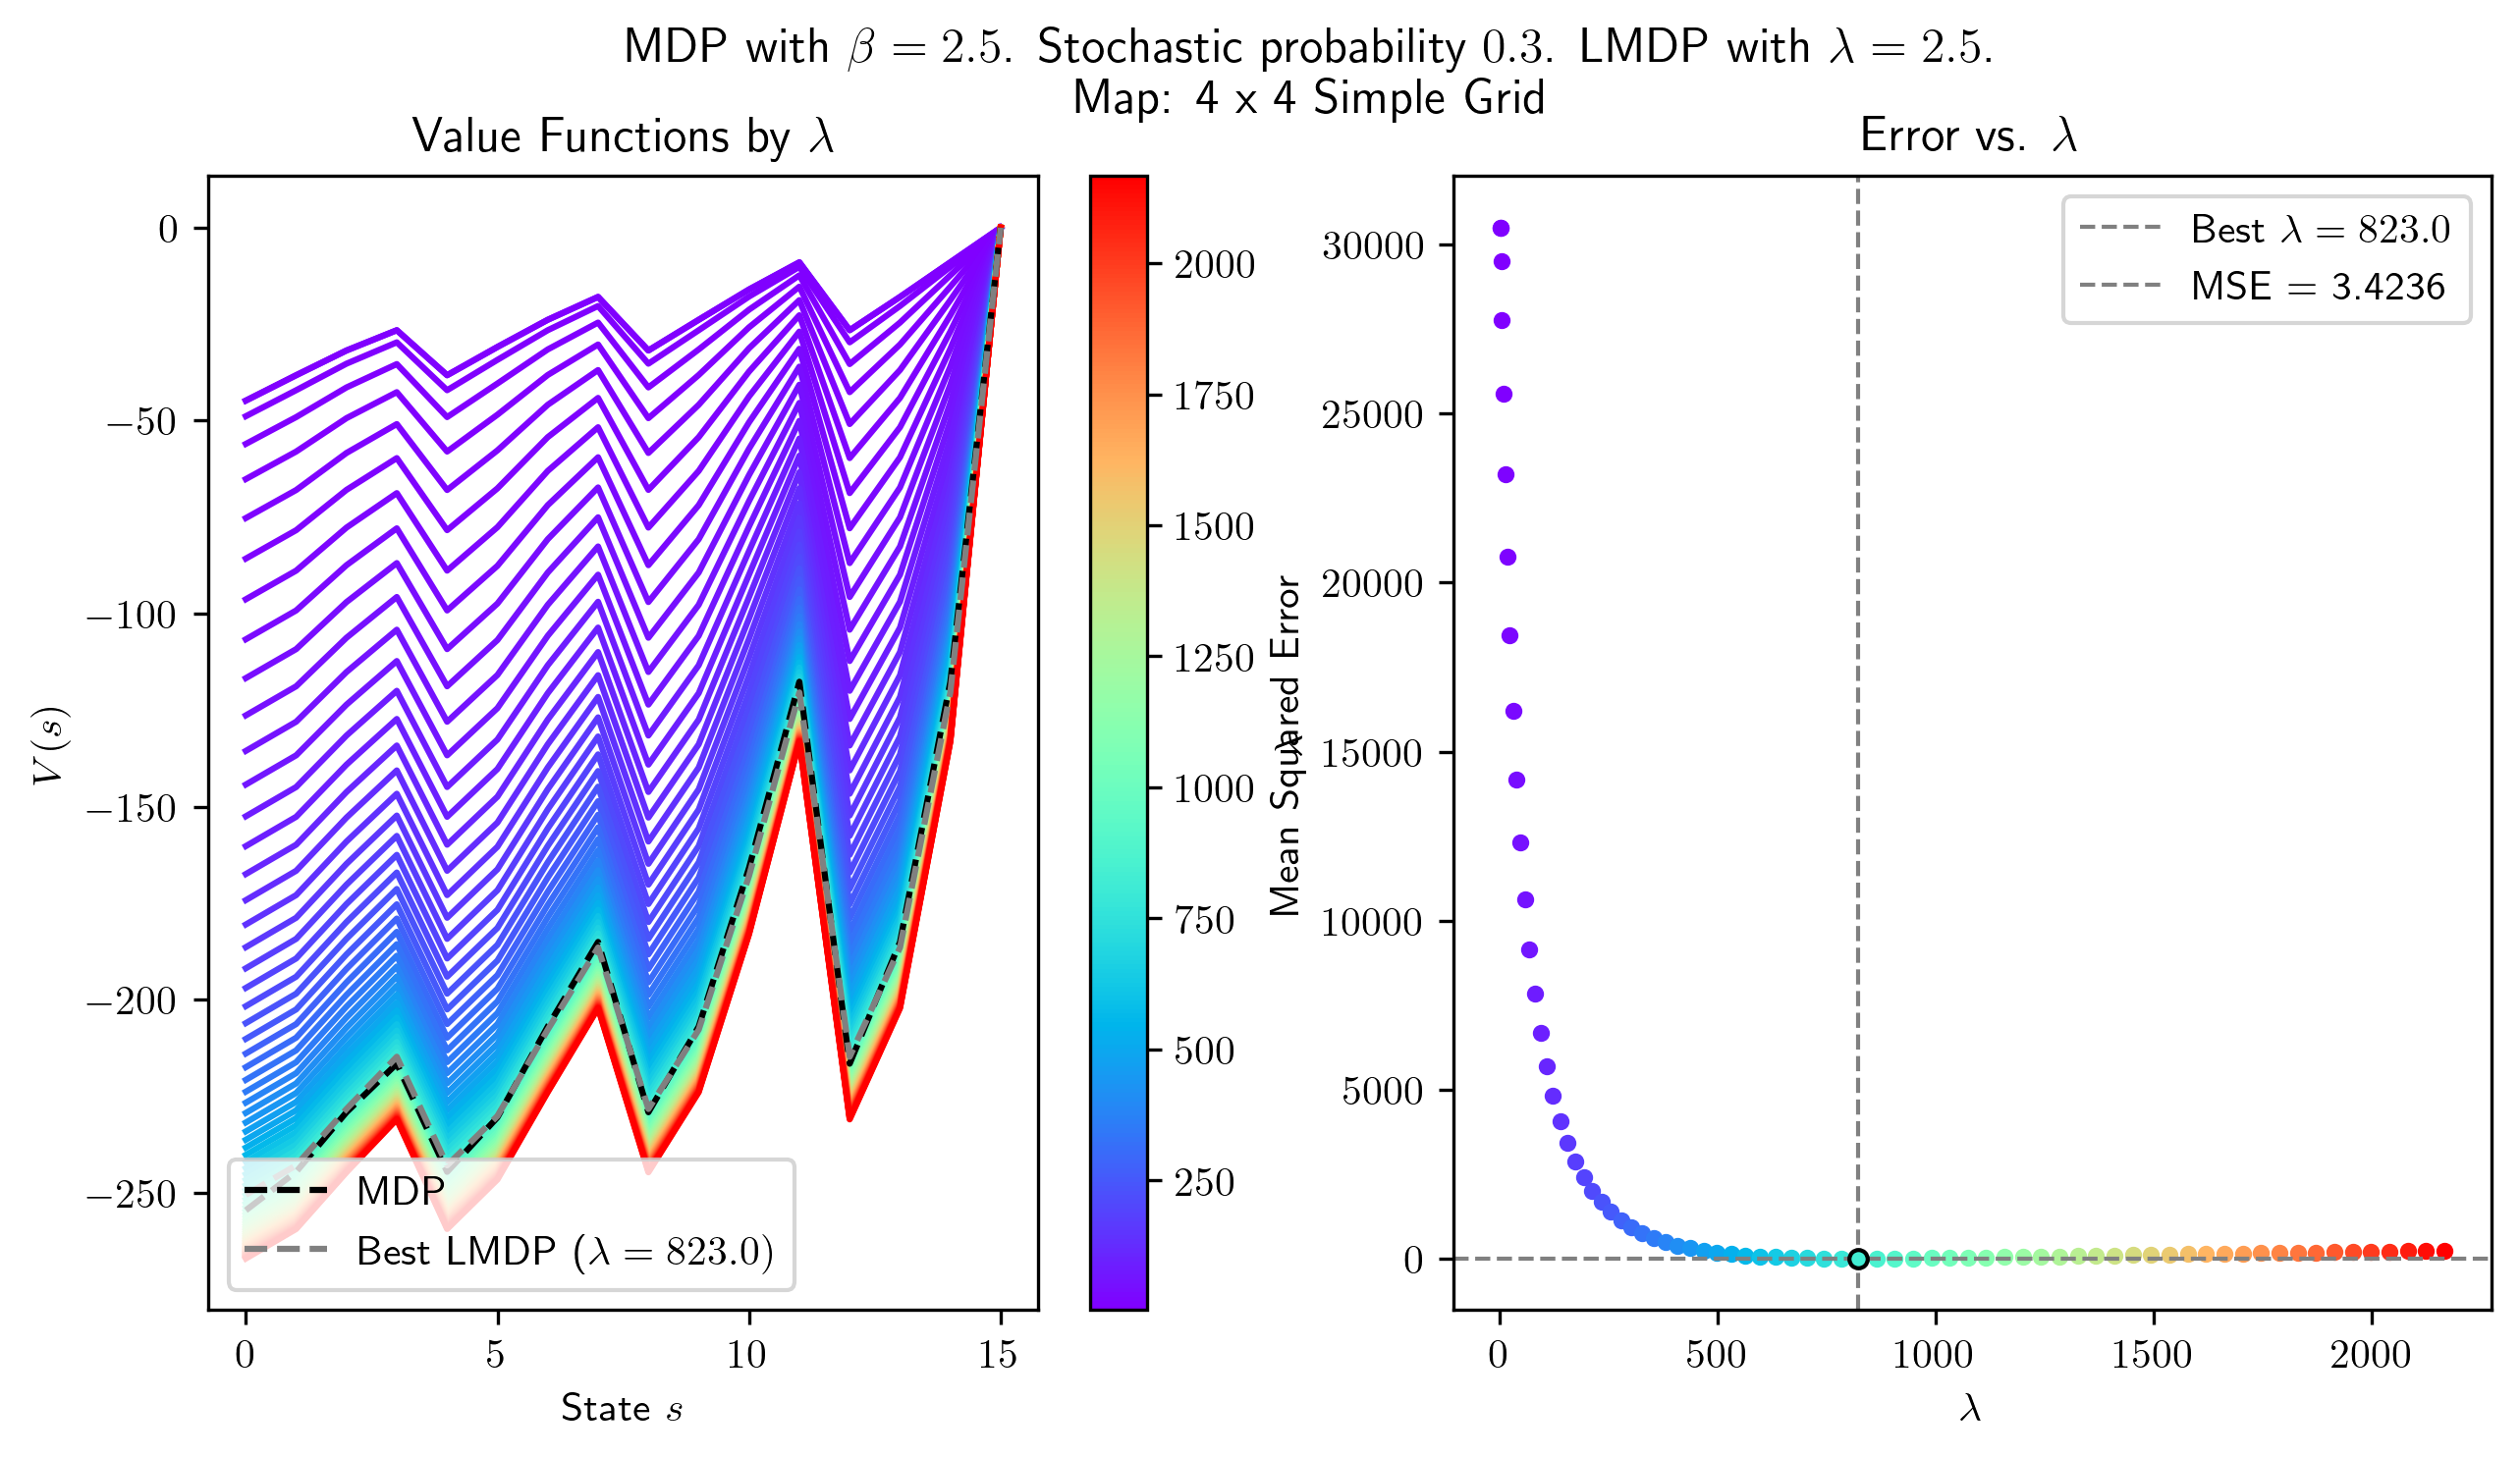 MDP with β = 2.5. Stochastic probability 0.3. LMDP with λ = 2.5.
Map: 4 x 4 Simple Grid
Value Functions by λ
0
−50
−100
−150
−200
−250
V(s)
MDP
Best LMDP (λ = 823.0)
0 5 10 15
State s
2000
1750
1500
1250
1000
750
500
250
λ
Error vs. λ
Mean Squared Error
30000
25000
20000
15000
10000
5000
0
Best λ = 823.0
MSE = 3.4236
0 500 1000 1500 2000
λ